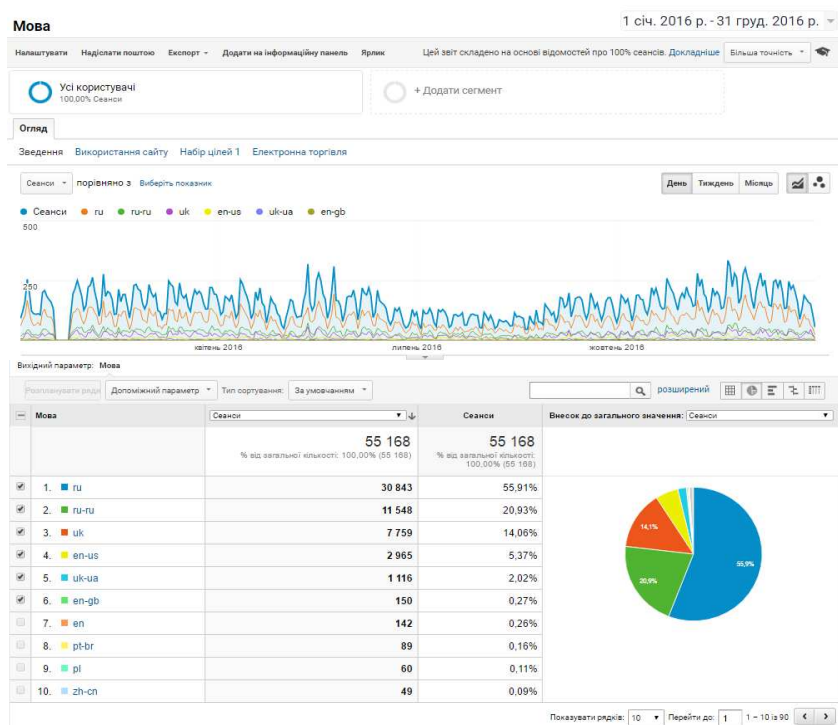 Мова
1 січ. 2016 р. - 31 груд. 2016 р.
Налаштувати Надіслати поштою Експорт Додати на інформаційну панель Ярлик Цей звіт складено на основі відомостей про 100% сеансів. Докладніше Більша точність
Усі користувачі
100,00% Сеанси
+ Додати сегмент
Огляд
Зведення Використання сайту Набір цілей 1 Електронна торгівля
Сеанси порівняно з Виберіть показник День Тиждень Місяць
Сеанси ru ru-ru uk en-us uk-ua en-gb
500
250
квітень 2016 липень 2016 жовтень 2016
Вихідний параметр: Мова
Допоміжний параметр Тип сортування: За умовчанням розширений
Мова Сеанси Сеанси Внесок до загального значення: Сеанси
55 168 55 168
% від загальної кількості: 100,00% (55 168) % від загальної кількості:
100,00% (55 168)
1. ru 30 843 55,91%
2. ru-ru 11 548 20,93%
3. uk 7 759 14,06%
4. en-us 2 965 5,37%
5. uk-ua 1 116 2,02%
6. en-gb 150 0,27%
7. en 142 0,26%
8. pt-br 89 0,16%
9. pl 60 0,11%
10. zh-cn 49 0,09%
14,1%
55,9%
20,9%
Показувати рядків: 10 Перейти до: 1 1 – 10 із 90